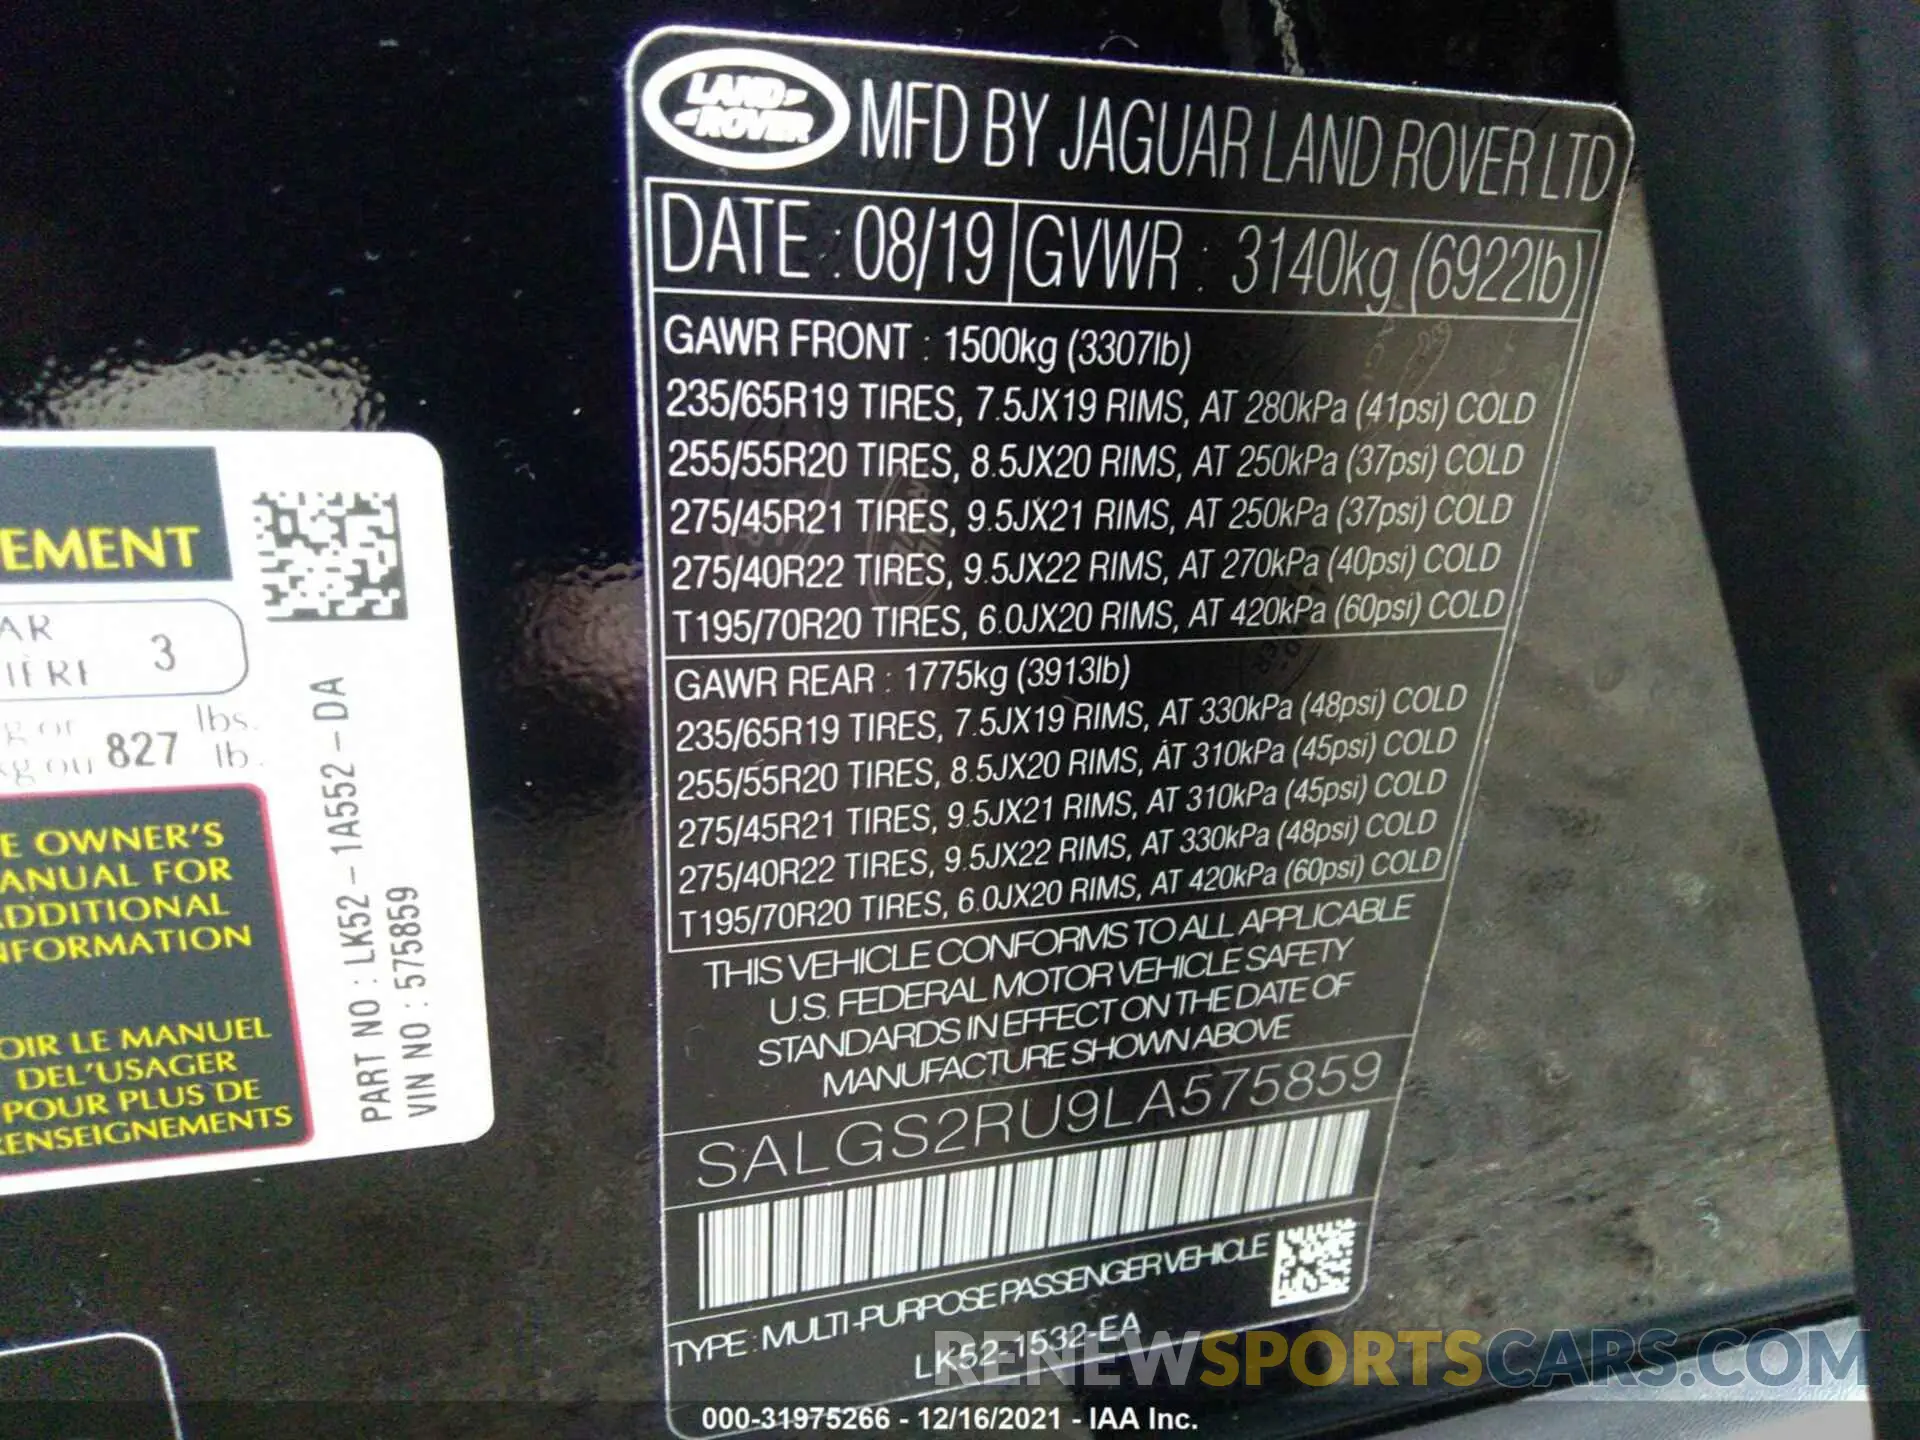 LAND ROVER
MFD BY JAGUAR LAND ROVER LTD
DATE : 08/19 GVWR : 3140kg (6922lb)
GAWR FRONT : 1500kg (3307lb)
235/65R19 TIRES, 7.5JX19 RIMS, AT 280kPa (41psi) COLD
255/55R20 TIRES, 8.5JX20 RIMS, AT 250kPa (37psi) COLD
275/45R21 TIRES, 9.5JX21 RIMS, AT 250kPa (37psi) COLD
275/40R22 TIRES, 9.5JX22 RIMS, AT 270kPa (40psi) COLD
T195/70R20 TIRES, 6.0JX20 RIMS, AT 420kPa (60psi) COLD
GAWR REAR : 1775kg (3913lb)
235/65R19 TIRES, 7.5JX19 RIMS, AT 330kPa (48psi) COLD
255/55R20 TIRES, 8.5JX20 RIMS, AT 310kPa (45psi) COLD
275/45R21 TIRES, 9.5JX21 RIMS, AT 310kPa (45psi) COLD
275/40R22 TIRES, 9.5JX22 RIMS, AT 330kPa (48psi) COLD
T195/70R20 TIRES, 6.0JX20 RIMS, AT 420kPa (60psi) COLD
THIS VEHICLE CONFORMS TO ALL APPLICABLE
U.S. FEDERAL MOTOR VEHICLE SAFETY
STANDARDS IN EFFECT ON THE DATE OF
MANUFACTURE SHOWN ABOVE
SALGS2RU9LA575859
TYPE : MULTI-PURPOSE PASSENGER VEHICLE
LK52-1532-EA
EMENT
AR 3
IÈRE
g or lbs.
kg ou 827 lb.
E OWNER'S
ANUAL FOR
ADDITIONAL
NFORMATION
OIR LE MANUEL
DEL'USAGER
POUR PLUS DE
RENSEIGNEMENTS
PART NO : LK52-1A552-DA
VIN NO : 575859
RENEWSPORTSCARS.COM
000-31975266 - 12/16/2021 - IAA Inc.